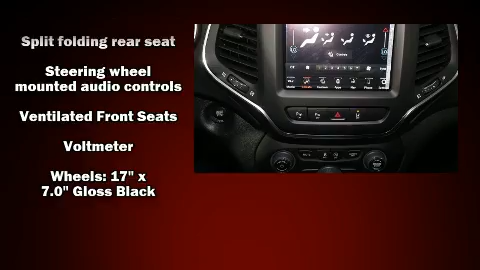 Split folding rear seat
Steering wheel
mounted audio controls
Ventilated Front Seats
Voltmeter
Wheels: 17" x
7.0" Gloss Black